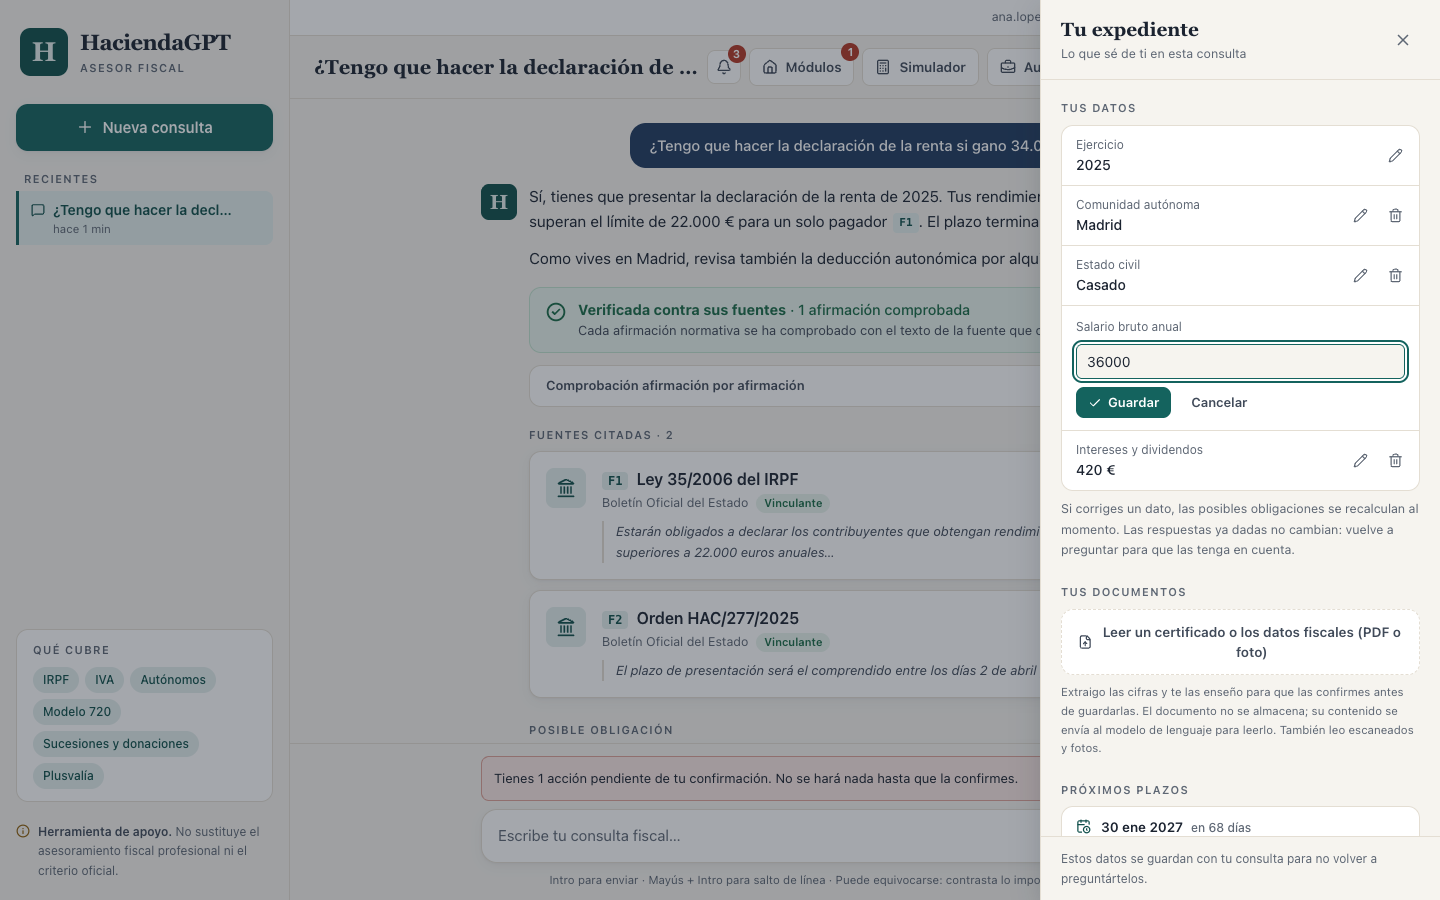 H
HaciendaGPT
ASESOR FISCAL
Nueva consulta
RECIENTES
¿Tengo que hacer la decl...
hace 1 min
QUÉ CUBRE
IRPF
IVA
Autónomos
Modelo 720
Sucesiones y donaciones
Plusvalía
Herramienta de apoyo. No sustituye el
asesoramiento fiscal profesional ni el
criterio oficial.
¿Tengo que hacer la declaración de ...
3
Módulos
1
Simulador
¿Tengo que hacer la declaración de la renta si gano 34.0
H
Sí, tienes que presentar la declaración de la renta de 2025. Tus
superan el límite de 22.000 € para un solo pagador F1. El plazo
Como vives en Madrid, revisa también la deducción autonómica por
Verificada contra sus fuentes · 1 afirmación comprobada
Cada afirmación normativa se ha comprobado con el texto de la fuente que
Comprobación afirmación por afirmación
FUENTES CITADAS · 2
F1 Ley 35/2006 del IRPF
Boletín Oficial del Estado Vinculante
Estarán obligados a declarar los contribuyentes que obtengan
superiores a 22.000 euros anuales...
F2 Orden HAC/277/2025
Boletín Oficial del Estado Vinculante
El plazo de presentación será el comprendido entre los días 2 de abril
POSIBLE OBLIGACIÓN
Tienes 1 acción pendiente de tu confirmación. No se hará nada hasta que la confirmes.
Escribe tu consulta fiscal...
Intro para enviar · Mayús + Intro para salto de línea · Puede equivocarse: contrasta lo
Tu expediente
Lo que sé de ti en esta consulta
TUS DATOS
Ejercicio
2025
Comunidad autónoma
Madrid
Estado civil
Casado
Salario bruto anual
36000
Guardar
Cancelar
Intereses y dividendos
420 €
Si corriges un dato, las posibles obligaciones se recalculan al
momento. Las respuestas ya dadas no cambian: vuelve a
preguntar para que las tenga en cuenta.
TUS DOCUMENTOS
Leer un certificado o los datos fiscales (PDF o
foto)
Extraigo las cifras y te las enseño para que las confirmes antes
de guardarlas. El documento no se almacena; su contenido se
envía al modelo de lenguaje para leerlo. También leo escaneados
y fotos.
PRÓXIMOS PLAZOS
30 ene 2027 en 68 días
Estos datos se guardan con tu consulta para no volver a
preguntártelos.